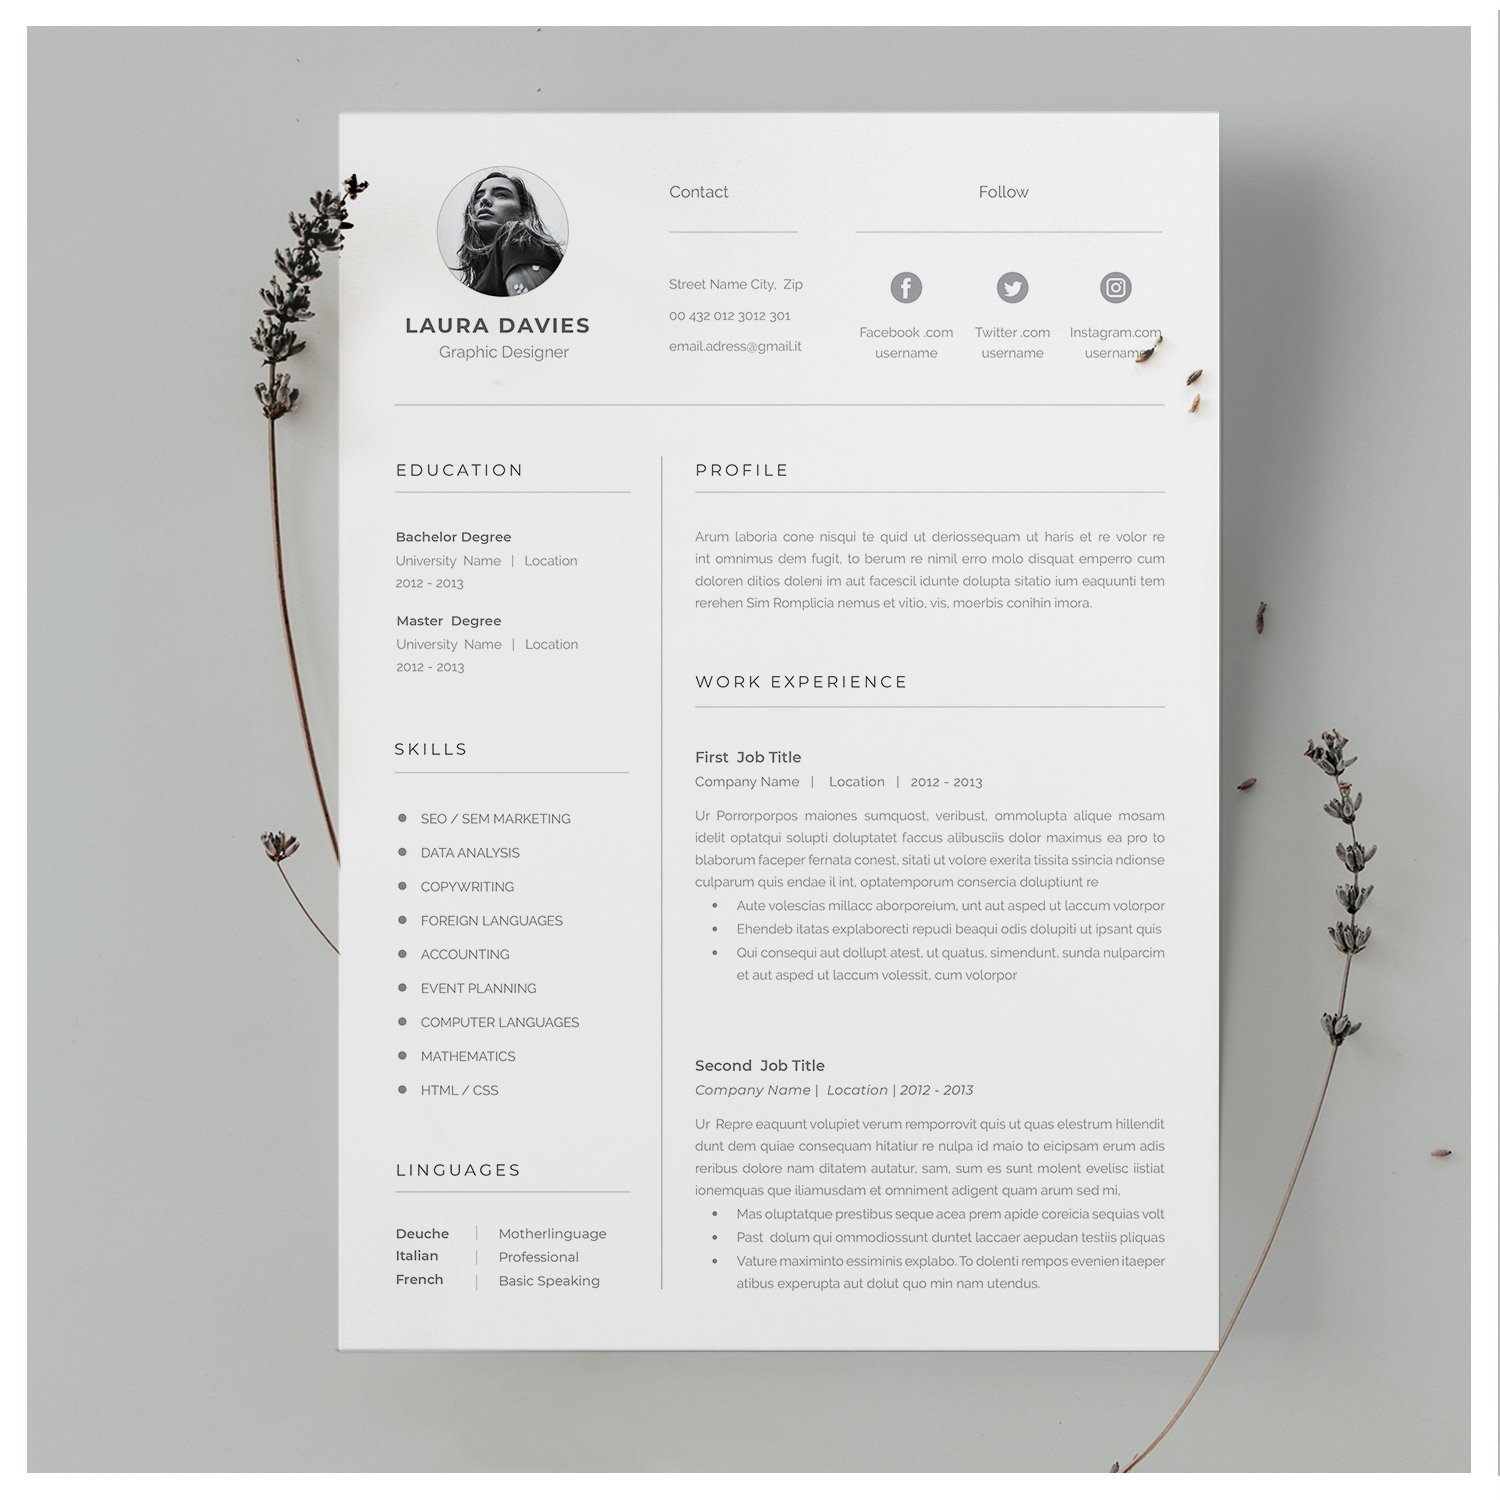 LAURA DAVIES
Graphic Designer
Contact
Street Name City, Zip
00 432 012 3012 301
email.adress@gmail.it
Follow
Facebook .com
username
Twitter .com
username
Instagram.com
username
EDUCATION
Bachelor Degree
University Name | Location
2012 - 2013
Master Degree
University Name | Location
2012 - 2013
SKILLS
SEO / SEM MARKETING
DATA ANALYSIS
COPYWRITING
FOREIGN LANGUAGES
ACCOUNTING
EVENT PLANNING
COMPUTER LANGUAGES
MATHEMATICS
HTML / CSS
LINGUAGES
Deuche | Motherlinguage
Italian | Professional
French | Basic Speaking
PROFILE
Arum laboria cone nisqui te quid ut deriossequam ut haris et re volor re
int omnimus dem fugit, to berum re nimil erro molo disquat emperro cum
doloren ditios doleni im aut facescil idunte dolupta sitatio ium eaquunti tem
rerehen Sim Romplicia nemus et vitio, vis, moerbis conihin imora.
WORK EXPERIENCE
First Job Title
Company Name | Location | 2012 - 2013
Ur Porrorporpos maiones sumquost, veribust, ommolupta alique mosam
idelit optatqui solupti doluptatet faccus alibusciis dolor maximus ea pro to
blaborum faceper fernata conest, sitati ut volore exerita tissita ssincia ndionse
culparum quis endae il int, optatemporum consercia doluptiunt re
• Aute volescias millacc aborporeium, unt aut asped ut laccum volorpor
• Ehendeb itatas explaborecti repudi beaqui odis dolupiti ut ipsant quis
• Qui consequi aut dollupt atest, ut quatus, simendunt, sunda nulparcim
et aut asped ut laccum volessit, cum volorpor
Second Job Title
Company Name | Location | 2012 - 2013
Ur Repre eaquunt volupiet verum remporrovit quis ut quas elestrum hillendit
dunt dem quiae consequam hitatiur re nulpa id maio to eicipsam erum adis
reribus dolore nam ditatem autatur, sam, sum es sunt molent evelisc iistiat
ionemquas que iliamusdam et omniment adigent quam arum sed mi,
• Mas oluptatque prestibus seque acea prem apide coreicia sequias volt
• Past dolum qui ommodiossunt duntet laccaer aepudan testiis pliquas
• Vature maximinto essiminis explabo. To dolenti rempos evenien itaeper
atibus experupta aut dolut quo min nam utendus.